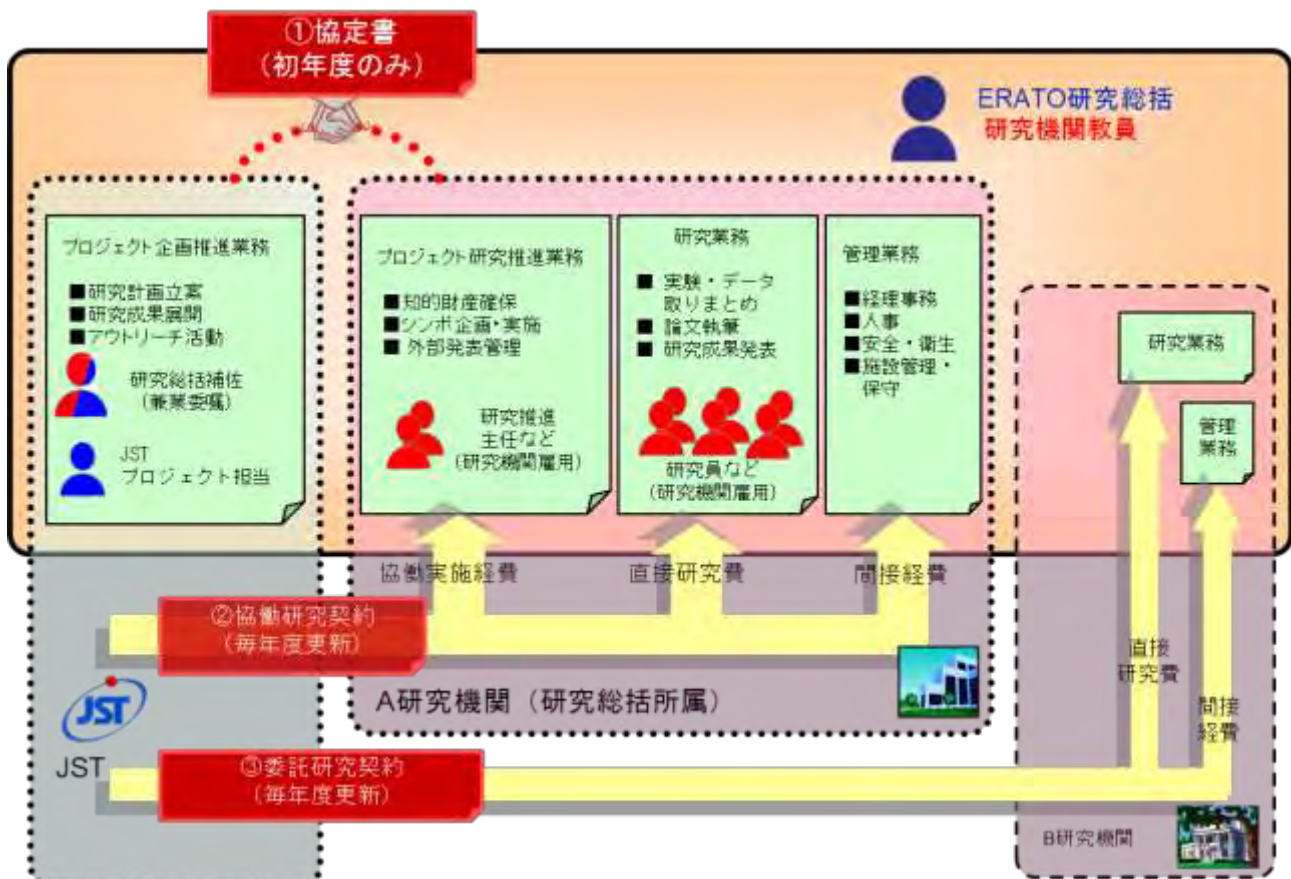 ①協定書
(初年度のみ)
ERATO研究総括
研究機関教員
プロジェクト企画推進業務
■研究計画立案
■研究成果展開
■アウトリーチ活動
研究総括補佐
(兼業委嘱)
JST
プロジェクト担当
プロジェクト研究推進業務
■知的財産確保
■シンポ企画・実施
■ 外部発表管理
研究推進
主任など
(研究機関雇用)
研究業務
■ 実験・データ
取りまとめ
■ 論文執筆
■ 研究成果発表
研究員など
(研究機関雇用)
管理業務
■経理事務
■人事
■安全・衛生
■施設管理・
保守
研究業務
管理
業務
協働実施経費
直接研究費
間接経費
②協働研究契約
(毎年度更新)
A研究機関(研究総括所属)
直接
研究費
間接
経費
JST
JST
③委託研究契約
(毎年度更新)
B研究機関